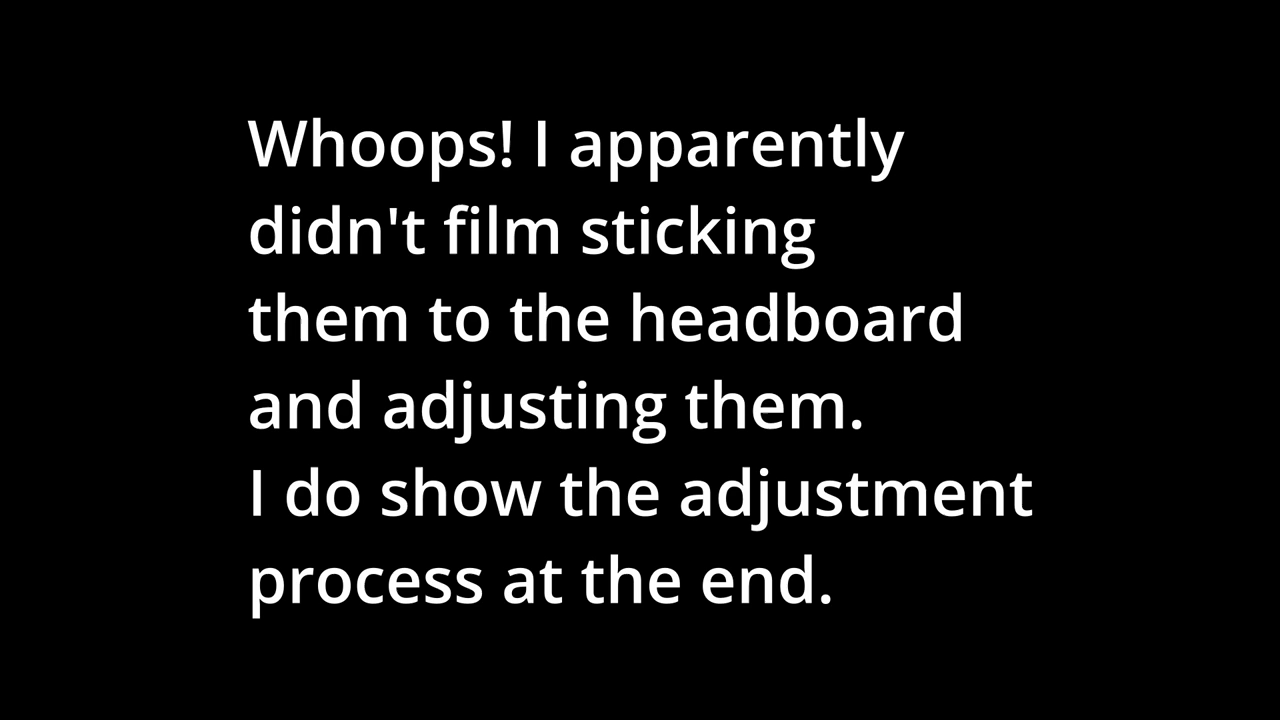 Whoops! I apparently
didn't film sticking
them to the headboard
and adjusting them.
I do show the adjustment
process at the end.